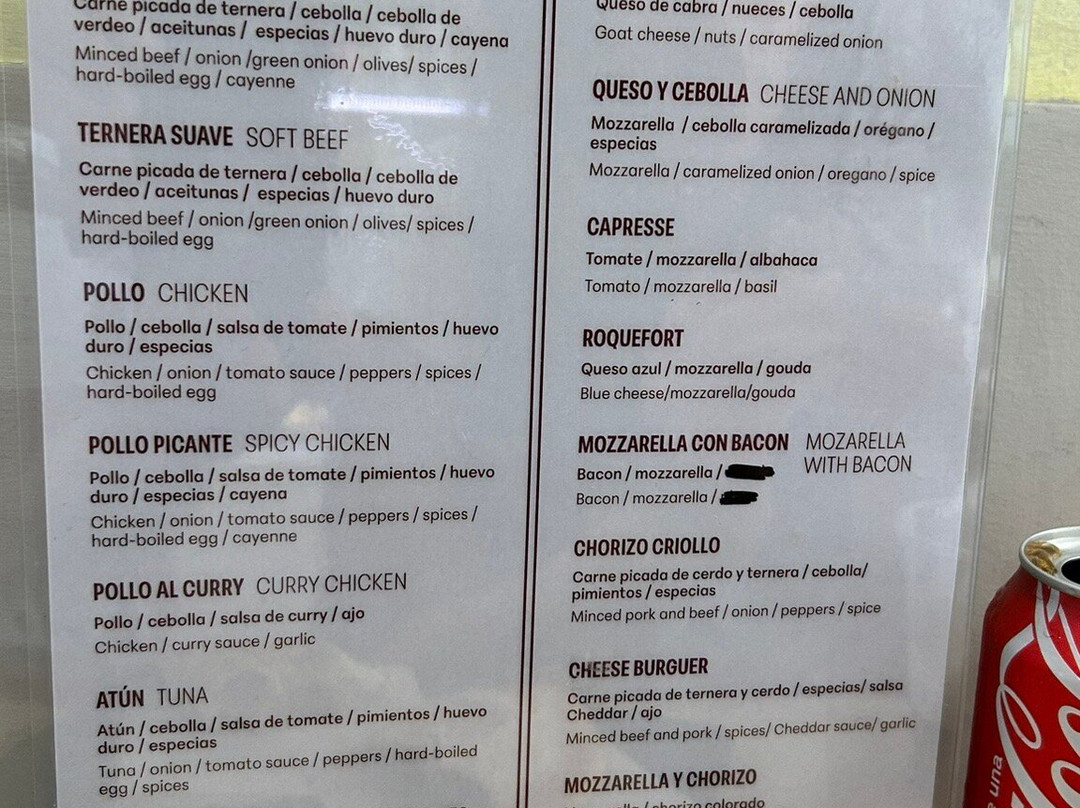 Carne picada de ternera / cebolla / cebolla de
verdeo / aceitunas / especias / huevo duro / cayena
Minced beef / onion /green onion / olives/ spices /
hard-boiled egg / cayenne
TERNERA SUAVE SOFT BEEF
Carne picada de ternera / cebolla / cebolla de
verdeo / aceitunas / especias / huevo duro
Minced beef / onion /green onion / olives/ spices /
hard-boiled egg
POLLO CHICKEN
Pollo / cebolla / salsa de tomate / pimientos / huevo
duro / especias
Chicken / onion / tomato sauce / peppers / spices /
hard-boiled egg
POLLO PICANTE SPICY CHICKEN
Pollo / cebolla / salsa de tomate / pimientos / huevo
duro / especias / cayena
Chicken / onion / tomato sauce / peppers / spices /
hard-boiled egg / cayenne
POLLO AL CURRY CURRY CHICKEN
Pollo / cebolla / salsa de curry / ajo
Chicken / curry sauce / garlic
ATÚN TUNA
Atún / cebolla / salsa de tomate / pimientos / huevo
duro / especias
Tuna / onion / tomato sauce / peppers / hard-boiled
egg / spices
Queso de cabra / nueces / cebolla
Goat cheese / nuts / caramelized onion
QUESO Y CEBOLLA CHEESE AND ONION
Mozzarella / cebolla caramelizada / orégano /
especias
Mozzarella / caramelized onion / oregano / spice
CAPRESSE
Tomate / mozzarella / albahaca
Tomato / mozzarella / basil
ROQUEFORT
Queso azul / mozzarella / gouda
Blue cheese/mozzarella/gouda
MOZZARELLA CON BACON MOZARELLA
WITH BACON
Bacon / mozzarella /
Bacon / mozzarella /
CHORIZO CRIOLLO
Carne picada de cerdo y ternera / cebolla/
pimientos / especias
Minced pork and beef / onion / peppers / spice
CHEESE BURGUER
Carne picada de ternera y cerdo / especias/ salsa
Cheddar / ajo
Minced beef and pork / spices/ Cheddar sauce/ garlic
MOZZARELLA Y CHORIZO
/ chorizo colorado
una